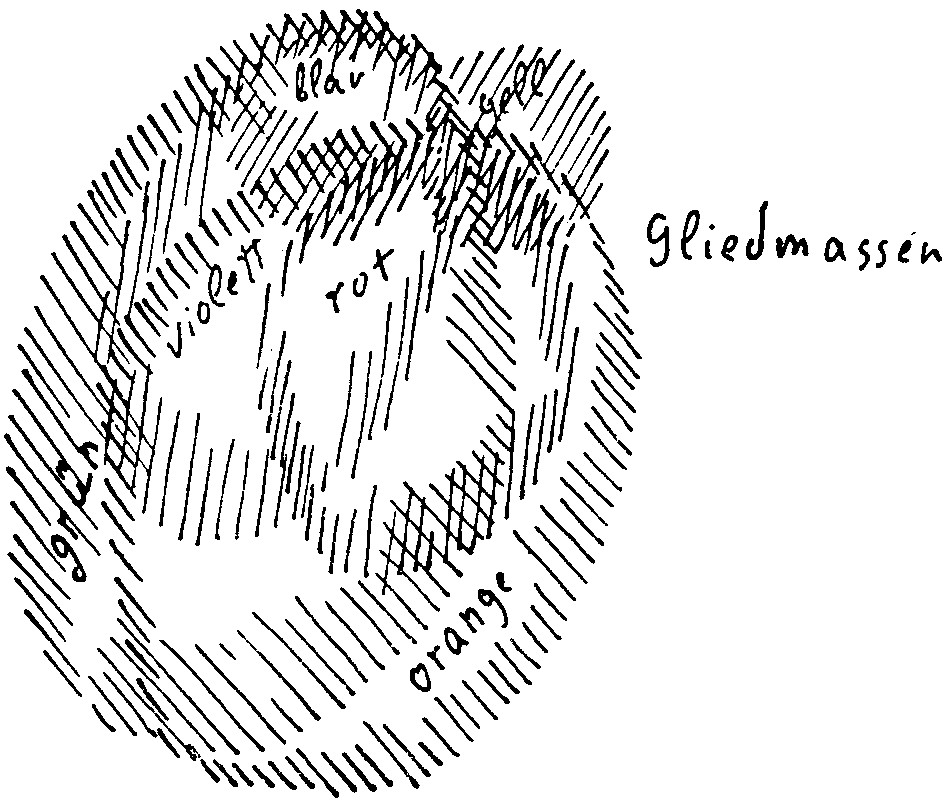 blau
gelb
Gliedmassen
violett
rot
grün
orange